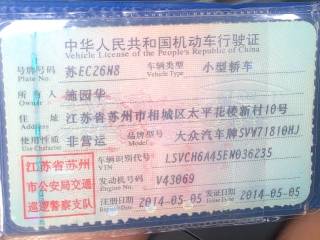 中华人民共和国机动车行驶证
Vehicle License of the People's Republic of China
号牌号码 苏EC26N8 车辆类型 小型轿车
Plate No. Vehicle Type
所有人 施园华
Owner
住址 江苏省苏州市相城区太平花楼新村10号
Address
使用性质 非营运 品牌型号 大众汽车牌SVW71810HJ
Use Character Model
江苏省苏州市公安局交通巡逻警察支队
车辆识别代号 LSVCH6A45EN036235
VIN
发动机号码 V43069
Engine No.
注册日期 2014-05-05 发证日期 2014-05-05
Register Date Issue Date